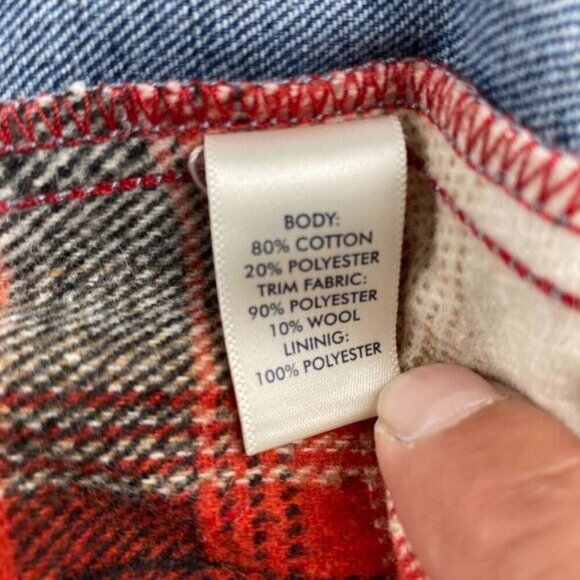 BODY:
80% COTTON
20% POLYESTER
TRIM FABRIC:
90% POLYESTER
10% WOOL
LININIG:
100% POLYESTER